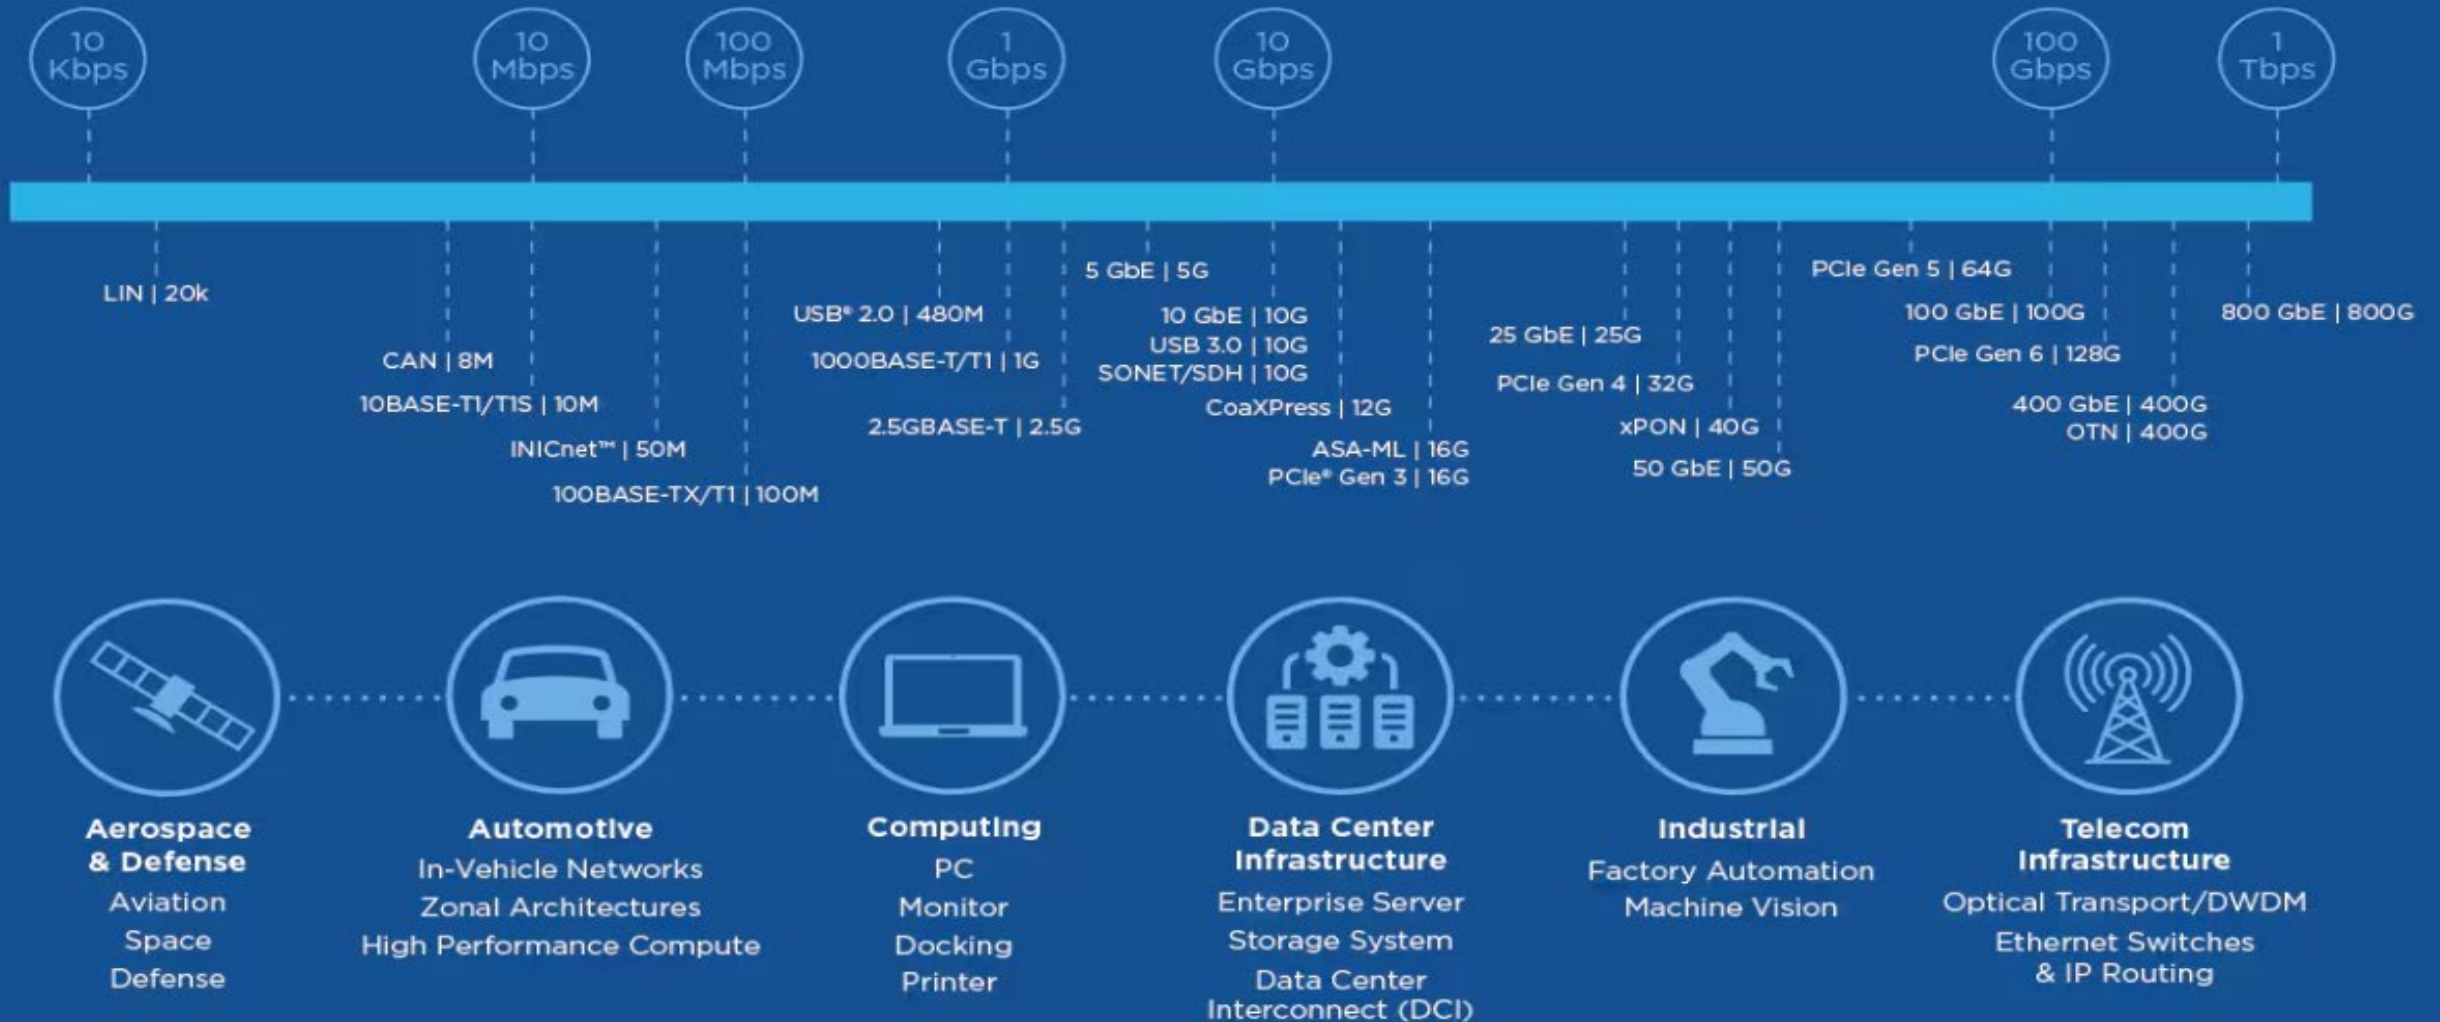 10
Kbps
10
Mbps
100
Mbps
1
Gbps
10
Gbps
100
Gbps
1
Tbps
LIN | 20k
CAN | 8M
10BASE-T1/T1S | 10M
INICnet™ | 50M
100BASE-TX/T1 | 100M
USB® 2.0 | 480M
1000BASE-T/T1 | 1G
2.5GBASE-T | 2.5G
5 GbE | 5G
10 GbE | 10G
USB 3.0 | 10G
SONET/SDH | 10G
CoaXPress | 12G
ASA-ML | 16G
PCIe® Gen 3 | 16G
25 GbE | 25G
PCIe Gen 4 | 32G
xPON | 40G
50 GbE | 50G
PCIe Gen 5 | 64G
100 GbE | 100G
PCIe Gen 6 | 128G
400 GbE | 400G
OTN | 400G
800 GbE | 800G
Aerospace
& Defense
Aviation
Space
Defense
Automotive
In-Vehicle Networks
Zonal Architectures
High Performance Compute
Computing
PC
Monitor
Docking
Printer
Data Center
Infrastructure
Enterprise Server
Storage System
Data Center
Interconnect (DCI)
Industrial
Factory Automation
Machine Vision
Telecom
Infrastructure
Optical Transport/DWDM
Ethernet Switches
& IP Routing